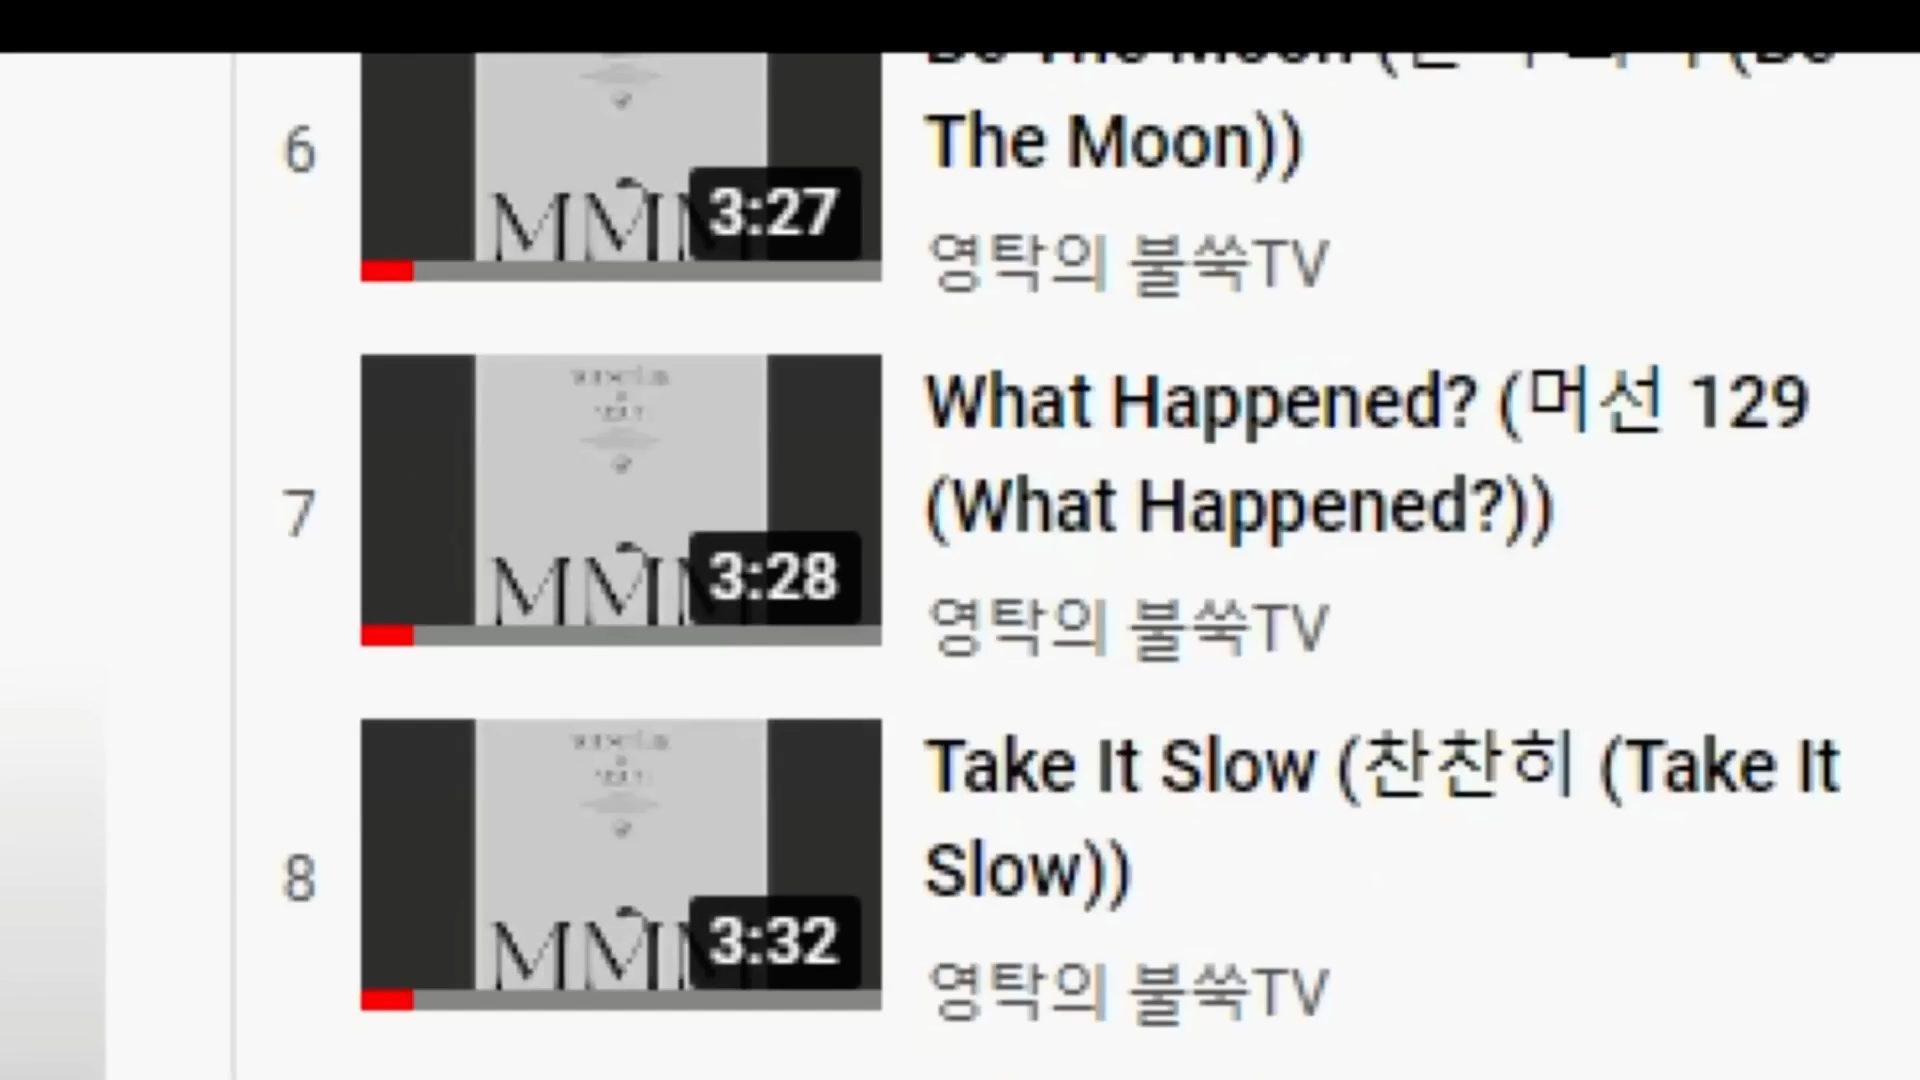 The Moon))
6
3:27
영탁의 불쑥TV
What Happened? (머선 129
(What Happened?))
7
3:28
영탁의 불쑥TV
Take It Slow (찬찬히 (Take It
Slow))
8
3:32
영탁의 불쑥TV